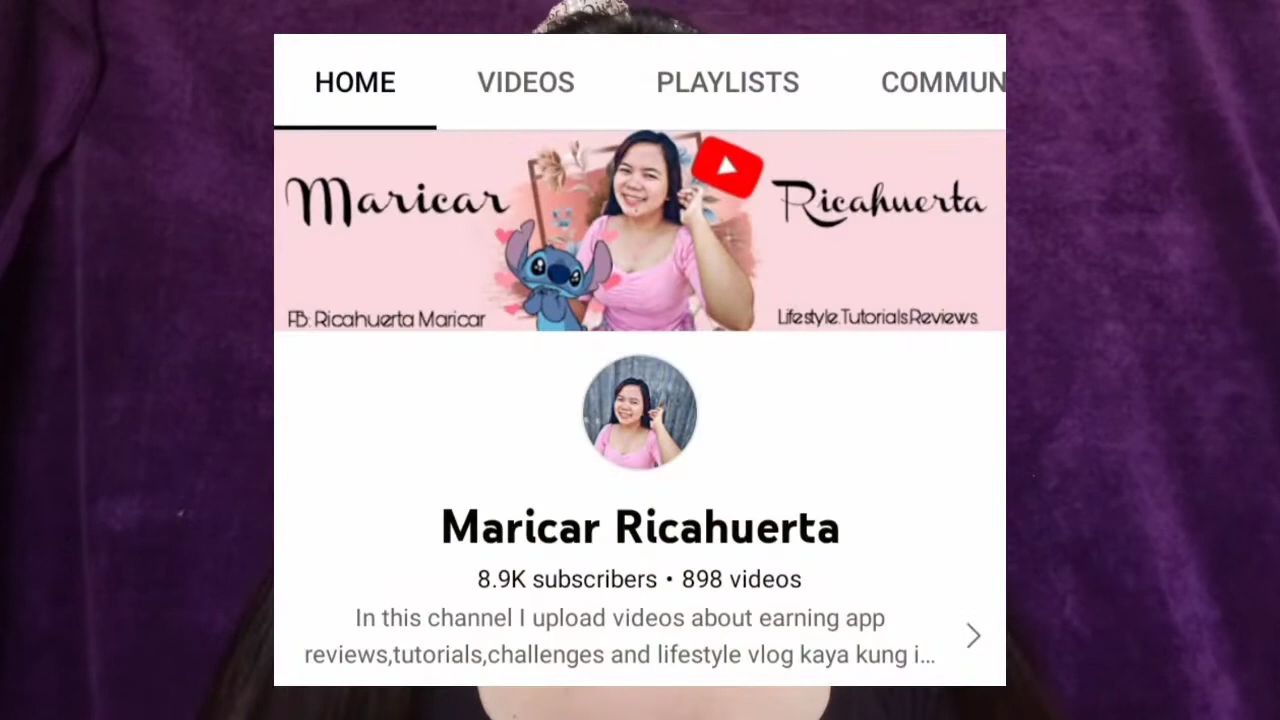 HOME VIDEOS PLAYLISTS COMMUN
Maricar Ricahuerta
FB: Ricahuerta Maricar Lifestyle.Tutorials.Reviews.
Maricar Ricahuerta
8.9K subscribers • 898 videos
In this channel I upload videos about earning app
reviews,tutorials,challenges and lifestyle vlog kaya kung i...